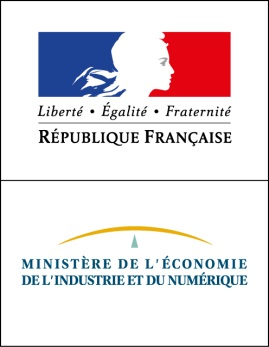 Liberté • Égalité • Fraternité
RÉPUBLIQUE FRANÇAISE
MINISTÈRE DE L'ÉCONOMIE
DE L'INDUSTRIE ET DU NUMÉRIQUE